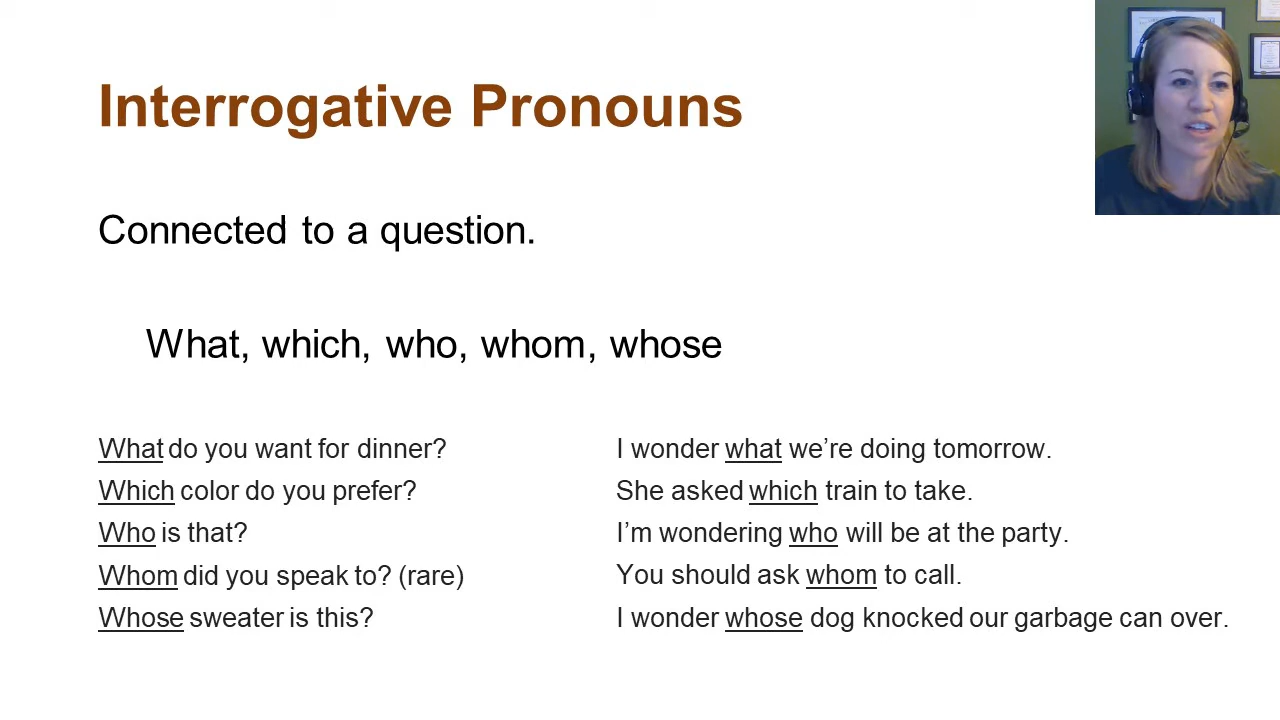 Interrogative Pronouns
Connected to a question.
What, which, who, whom, whose
What do you want for dinner?
Which color do you prefer?
Who is that?
Whom did you speak to? (rare)
Whose sweater is this?
I wonder what we’re doing tomorrow.
She asked which train to take.
I’m wondering who will be at the party.
You should ask whom to call.
I wonder whose dog knocked our garbage can over.